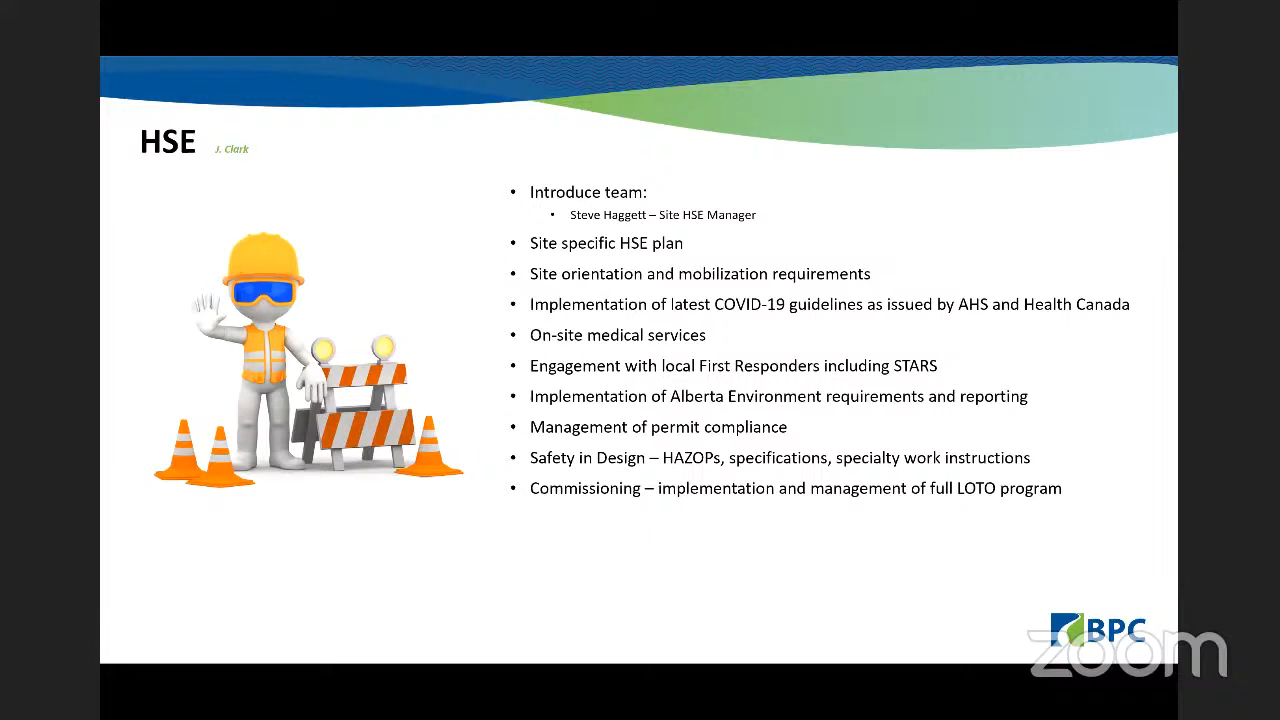 HSE J. Clark
• Introduce team:
• Steve Haggett – Site HSE Manager
• Site specific HSE plan
• Site orientation and mobilization requirements
• Implementation of latest COVID-19 guidelines as issued by AHS and Health Canada
• On-site medical services
• Engagement with local First Responders including STARS
• Implementation of Alberta Environment requirements and reporting
• Management of permit compliance
• Safety in Design – HAZOPs, specifications, specialty work instructions
• Commissioning – implementation and management of full LOTO program
BPC
zoom